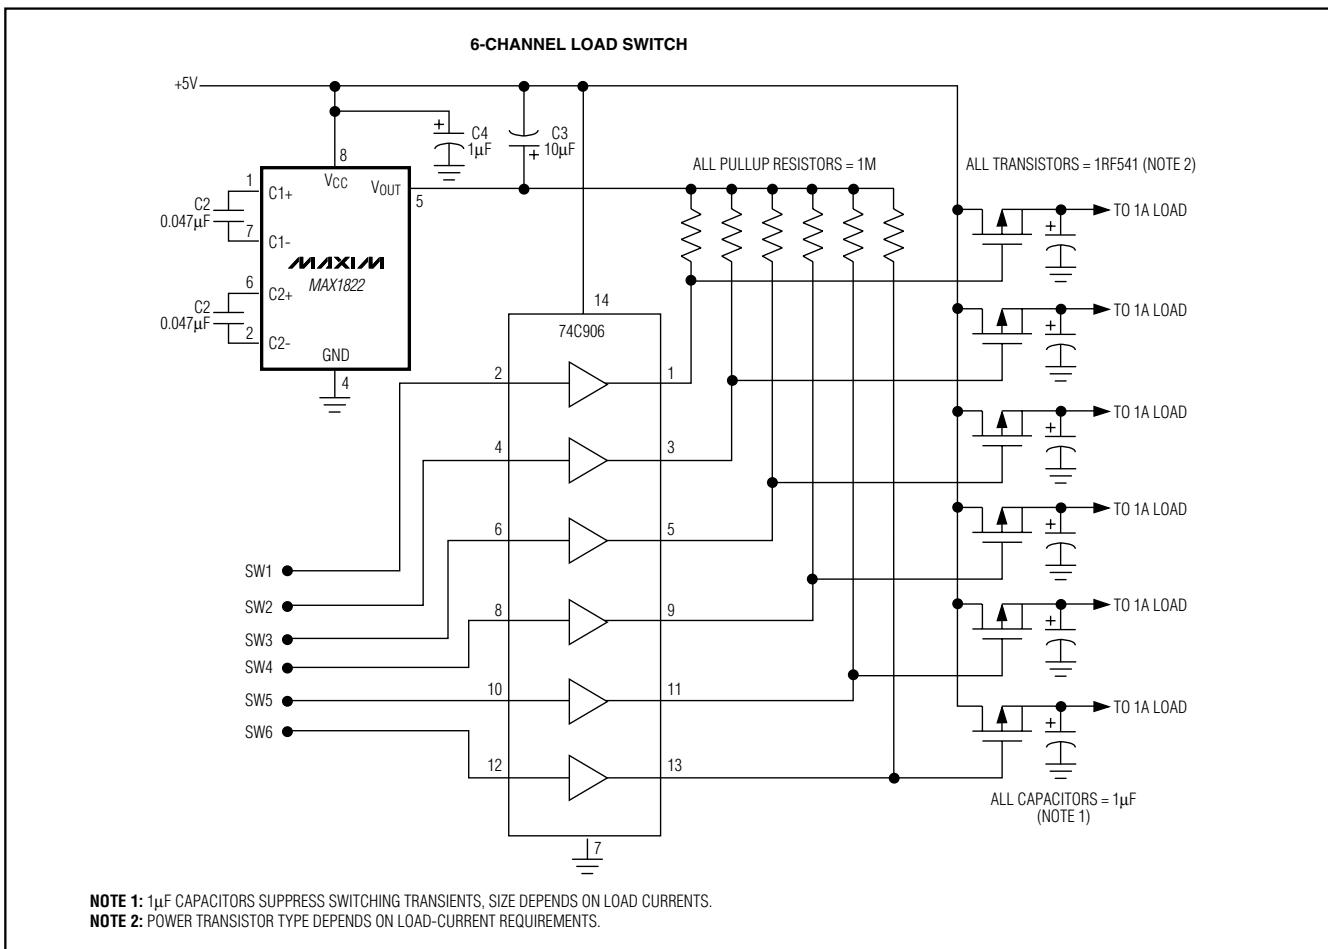 6-CHANNEL LOAD SWITCH
+5V
C4
1µF
C3
10µF
8
VCC
VOUT
5
1
C1+
C2
0.047µF
7
C1-
MAXIM
MAX1822
6
C2+
C2
0.047µF
2
C2-
GND
4
ALL PULLUP RESISTORS = 1M
ALL TRANSISTORS = 1RF541 (NOTE 2)
+
+
TO 1A LOAD
+
TO 1A LOAD
+
TO 1A LOAD
+
TO 1A LOAD
+
TO 1A LOAD
+
TO 1A LOAD
+
14
74C906
2
1
4
3
6
5
8
9
10
11
12
13
7
SW1
SW2
SW3
SW4
SW5
SW6
ALL CAPACITORS = 1µF
(NOTE 1)
NOTE 1: 1µF CAPACITORS SUPPRESS SWITCHING TRANSIENTS, SIZE DEPENDS ON LOAD CURRENTS.
NOTE 2: POWER TRANSISTOR TYPE DEPENDS ON LOAD-CURRENT REQUIREMENTS.